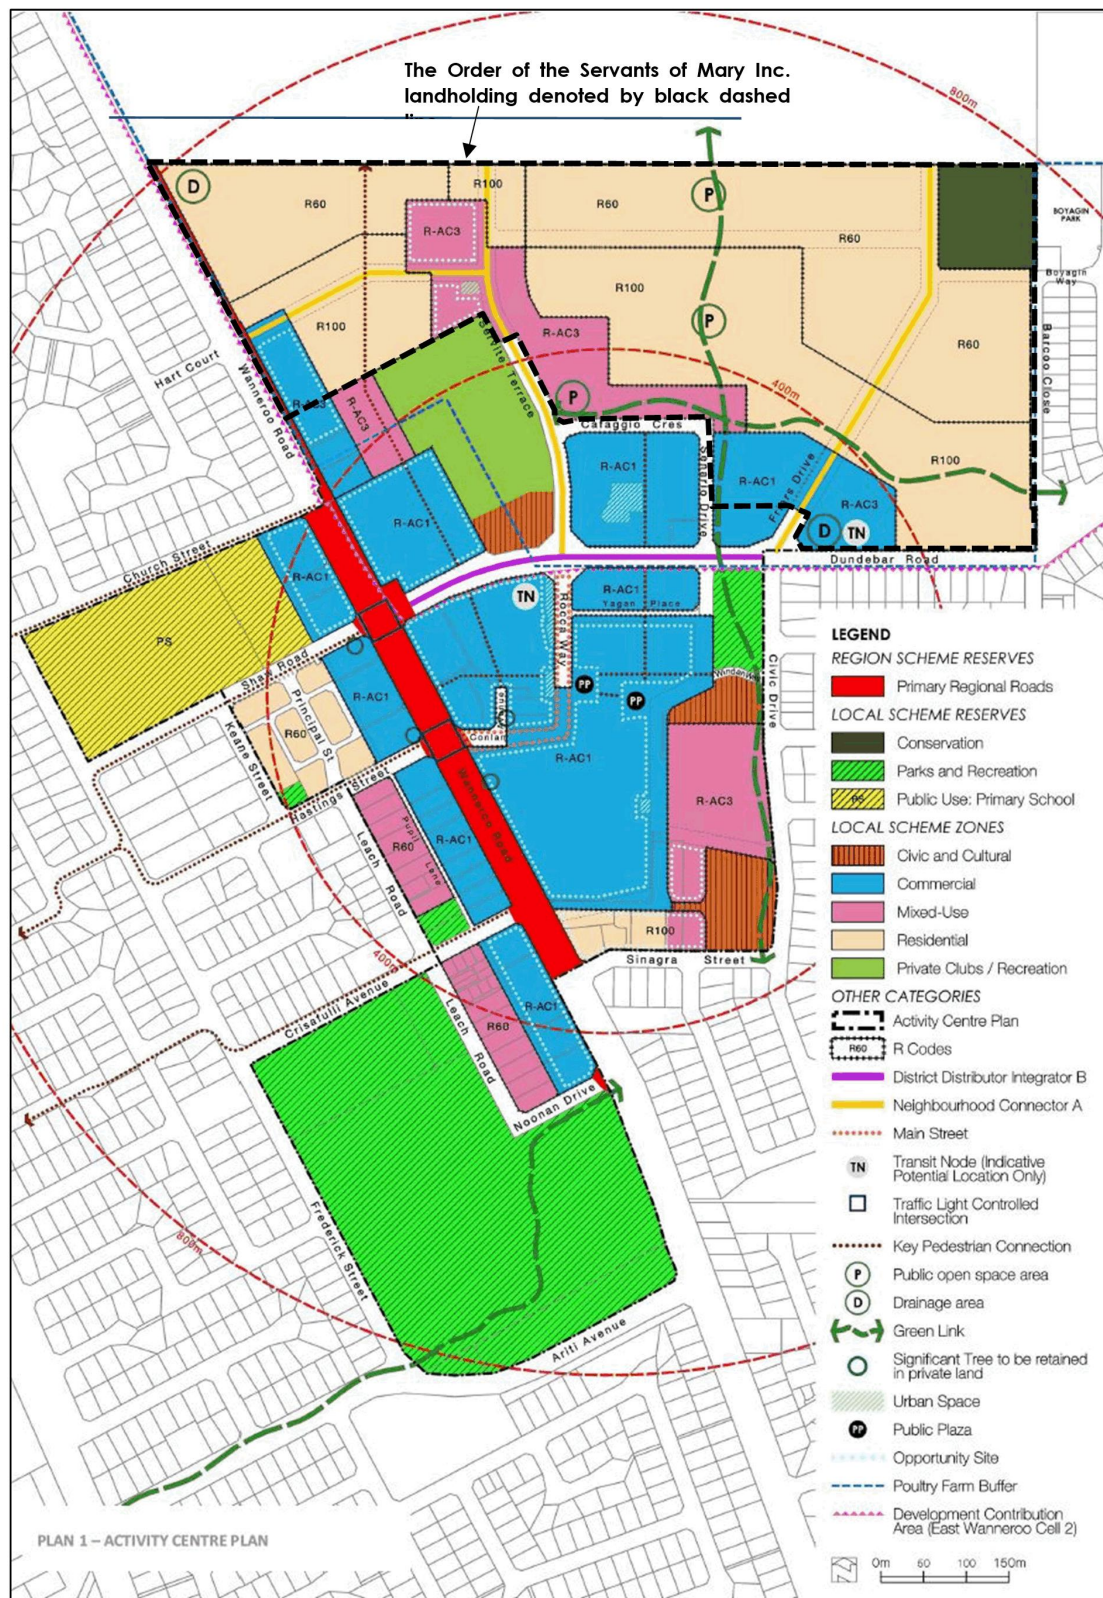 The Order of the Servants of Mary Inc.
landholding denoted by black dashed
800m
D
R60
R100
R60
P
R-AC3
R60
BOYAGIN
PARK
Boyagin
Way
R100
P
R100
R-AC3
R60
Servite Terrace
Barcoo Close
Hart Court
Wanneroo Road
R-AC3
R-AC3
400m
P
Cafaggio Cres
R-AC1
Senario Drive
R-AC1
Friars Drive
R100
R-AC3
R-AC1
D
TN
Dundebar Road
Church Street
R-AC1
PS
TN
Rocca Way
R-AC1
Yagan Place
Shaw Road
Civic Drive
R-AC1
Principal St
R60
Keane Street
PP
PP
Conlan
R-AC1
Hastings Street
Wanneroo Road
R-AC3
R-AC1
Pupil Lane
R60
Leach Road
R100
Sinagra Street
400m
Crisafulli Avenue
Leach Road
R-AC1
R60
Noonan Drive
Frederick Street
800m
Ariti Avenue
PLAN 1 – ACTIVITY CENTRE PLAN
LEGEND
REGION SCHEME RESERVES
Primary Regional Roads
LOCAL SCHEME RESERVES
Conservation
Parks and Recreation
PS Public Use: Primary School
LOCAL SCHEME ZONES
Civic and Cultural
Commercial
Mixed-Use
Residential
Private Clubs / Recreation
OTHER CATEGORIES
Activity Centre Plan
R60 R Codes
District Distributor Integrator B
Neighbourhood Connector A
Main Street
TN Transit Node (Indicative
Potential Location Only)
Traffic Light Controlled
Intersection
Key Pedestrian Connection
P Public open space area
D Drainage area
Green Link
Significant Tree to be retained
in private land
Urban Space
PP Public Plaza
Opportunity Site
Poultry Farm Buffer
Development Contribution
Area (East Wanneroo Cell 2)
N
0m 50 100 150m